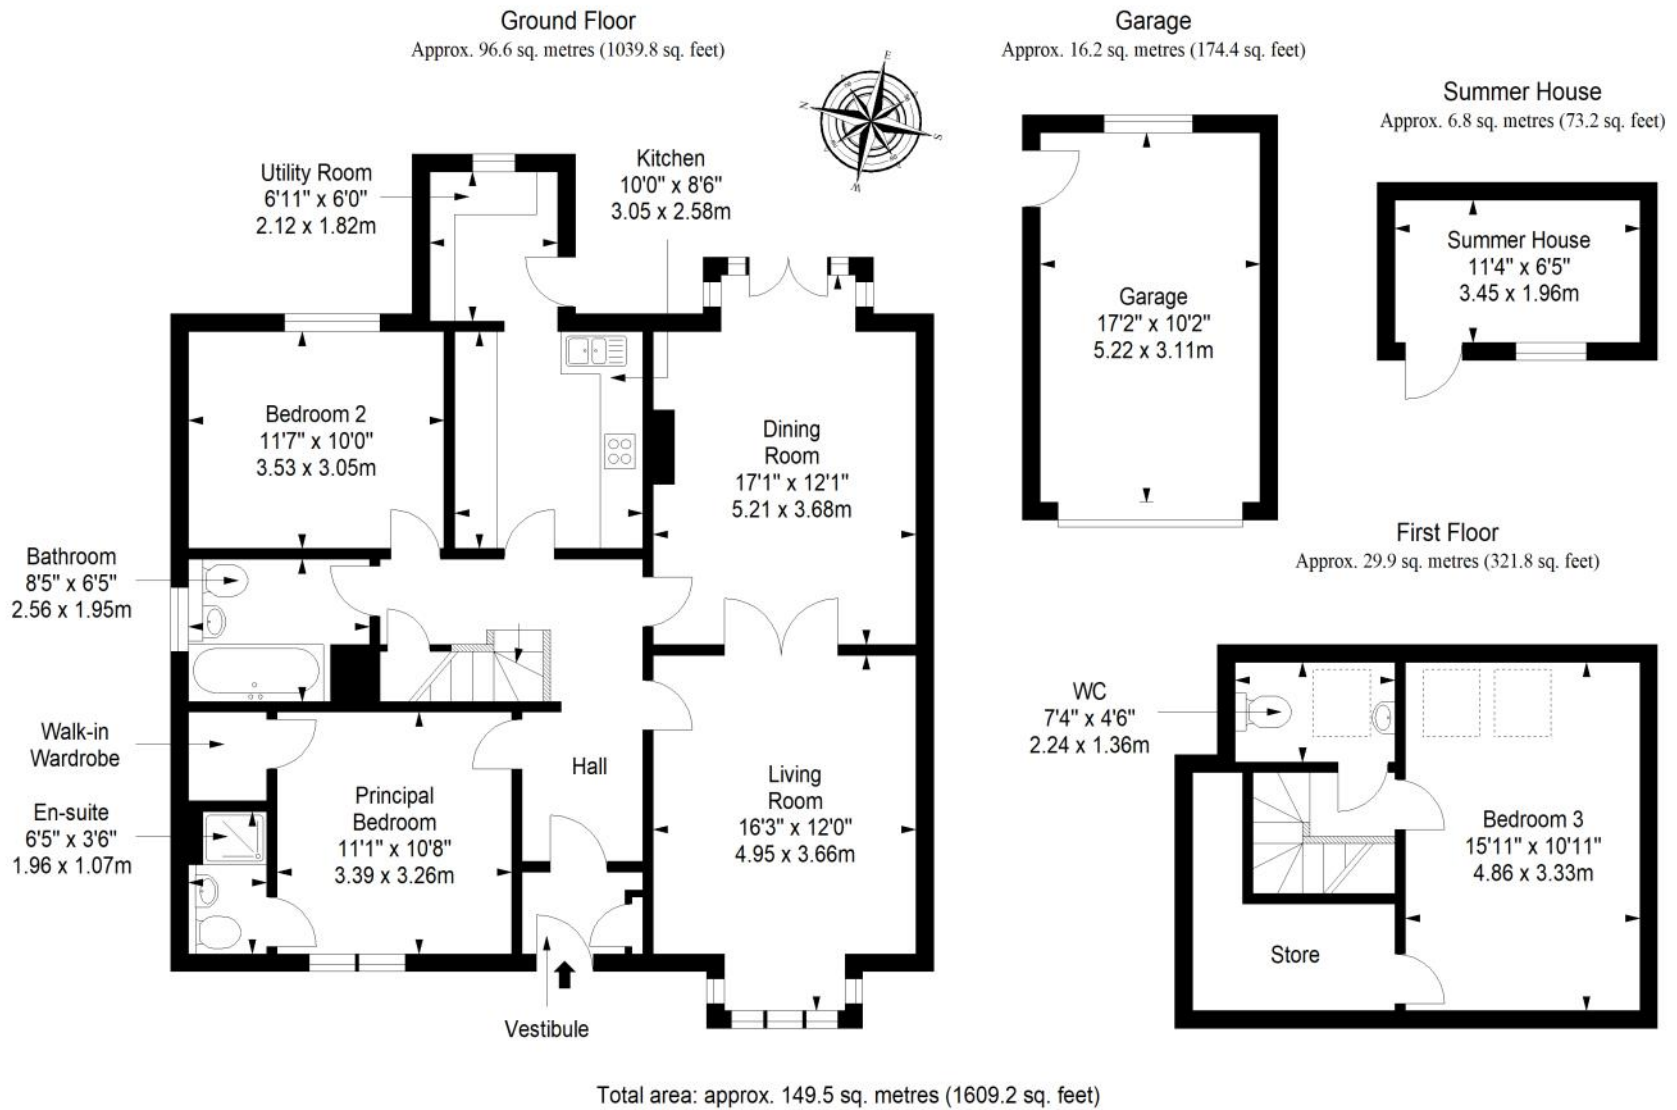 Ground Floor
Approx. 96.6 sq. metres (1039.8 sq. feet)
Garage
Approx. 16.2 sq. metres (174.4 sq. feet)
Summer House
Approx. 6.8 sq. metres (73.2 sq. feet)
E
N
S
W
Utility Room
6'11" x 6'0"
2.12 x 1.82m
Kitchen
10'0" x 8'6"
3.05 x 2.58m
Summer House
11'4" x 6'5"
3.45 x 1.96m
Garage
17'2" x 10'2"
5.22 x 3.11m
Bedroom 2
11'7" x 10'0"
3.53 x 3.05m
Dining
Room
17'1" x 12'1"
5.21 x 3.68m
First Floor
Approx. 29.9 sq. metres (321.8 sq. feet)
Bathroom
8'5" x 6'5"
2.56 x 1.95m
WC
7'4" x 4'6"
2.24 x 1.36m
Walk-in
Wardrobe
Hall
Living
Room
16'3" x 12'0"
4.95 x 3.66m
Principal
Bedroom
11'1" x 10'8"
3.39 x 3.26m
En-suite
6'5" x 3'6"
1.96 x 1.07m
Bedroom 3
15'11" x 10'11"
4.86 x 3.33m
Store
Vestibule
Total area: approx. 149.5 sq. metres (1609.2 sq. feet)